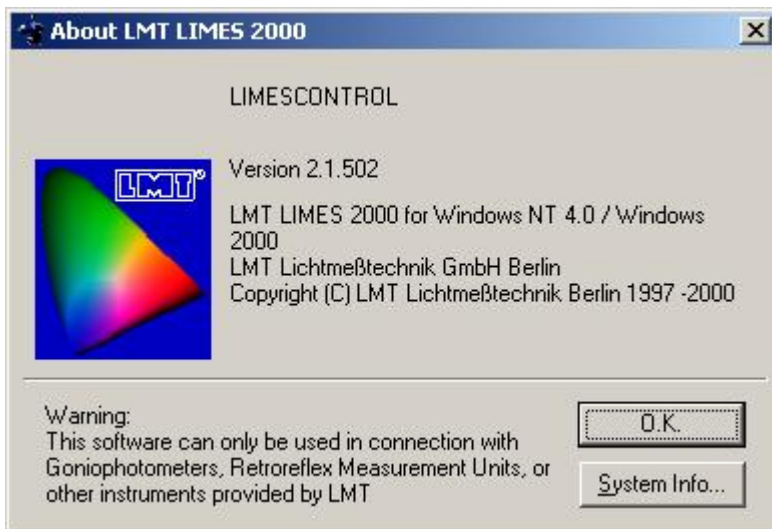 About LMT LIMES 2000
LIMESCONTROL
LMT®
Version 2.1.502
LMT LIMES 2000 for Windows NT 4.0 / Windows
2000
LMT Lichtmeßtechnik GmbH Berlin
Copyright (C) LMT Lichtmeßtechnik Berlin 1997 -2000
Warning:
This software can only be used in connection with
Goniophotometers, Retroreflex Measurement Units, or
other instruments provided by LMT
O.K.
System Info...